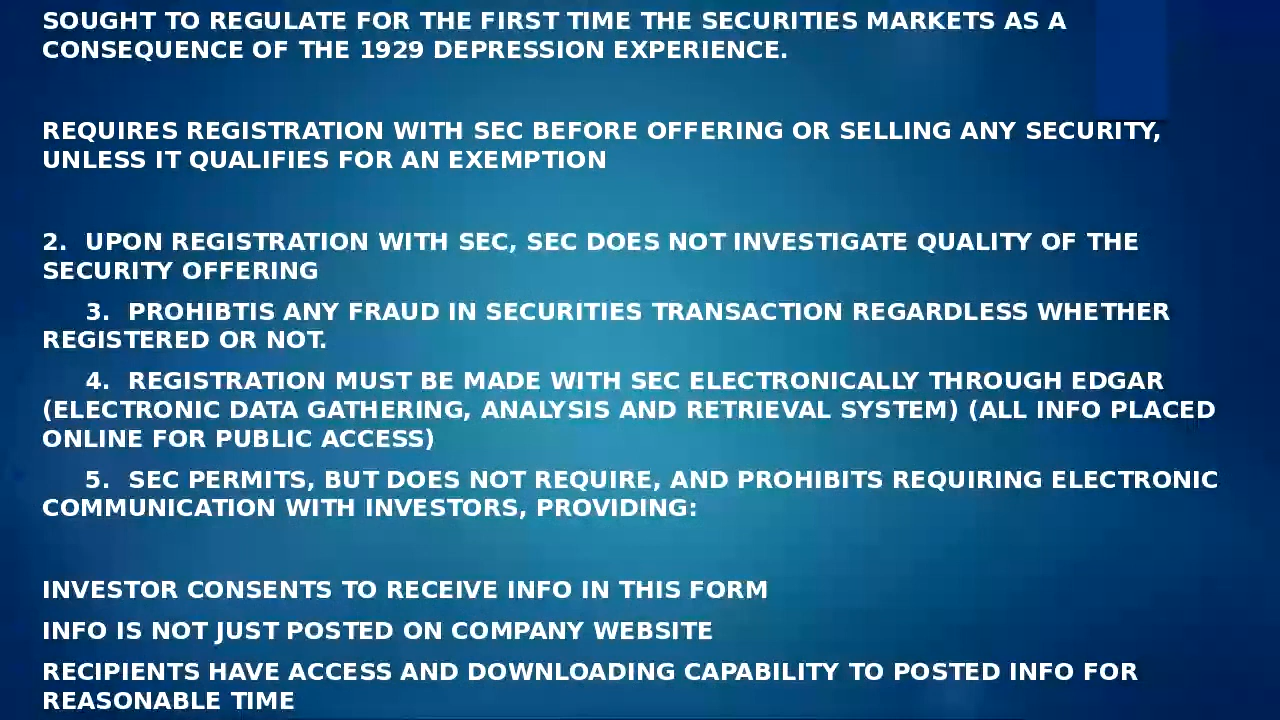 SOUGHT TO REGULATE FOR THE FIRST TIME THE SECURITIES MARKETS AS A
CONSEQUENCE OF THE 1929 DEPRESSION EXPERIENCE.
REQUIRES REGISTRATION WITH SEC BEFORE OFFERING OR SELLING ANY SECURITY,
UNLESS IT QUALIFIES FOR AN EXEMPTION
2.  UPON REGISTRATION WITH SEC, SEC DOES NOT INVESTIGATE QUALITY OF THE
SECURITY OFFERING
3.  PROHIBTIS ANY FRAUD IN SECURITIES TRANSACTION REGARDLESS WHETHER
REGISTERED OR NOT.
4.  REGISTRATION MUST BE MADE WITH SEC ELECTRONICALLY THROUGH EDGAR
(ELECTRONIC DATA GATHERING, ANALYSIS AND RETRIEVAL SYSTEM) (ALL INFO PLACED
ONLINE FOR PUBLIC ACCESS)
5.  SEC PERMITS, BUT DOES NOT REQUIRE, AND PROHIBITS REQUIRING ELECTRONIC
COMMUNICATION WITH INVESTORS, PROVIDING:
INVESTOR CONSENTS TO RECEIVE INFO IN THIS FORM
INFO IS NOT JUST POSTED ON COMPANY WEBSITE
RECIPIENTS HAVE ACCESS AND DOWNLOADING CAPABILITY TO POSTED INFO FOR
REASONABLE TIME